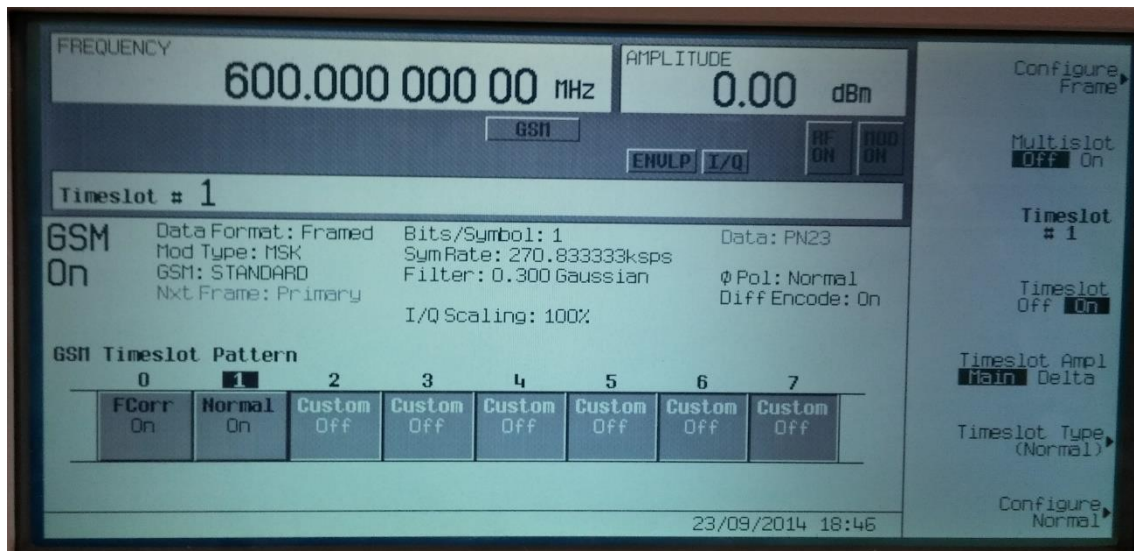 FREQUENCY
600.000 000 00 MHz
AMPLITUDE
0.00 dBm
GSM
ENVLP I/Q
RF ON
MOD ON
Timeslot # 1
GSM On
Data Format: Framed
Mod Type: MSK
GSM: STANDARD
Nxt Frame: Primary
Bits/Symbol: 1
Sym Rate: 270.833333ksps
Filter: 0.300 Gaussian
I/Q Scaling: 100%
Data: PN23
Φ Pol: Normal
Diff Encode: On
GSM Timeslot Pattern
0 1 2 3 4 5 6 7
FCorr Normal Custom Custom Custom Custom Custom Custom
On On Off Off Off Off Off Off
23/09/2014 18:46
Configure
Frame
Multislot
Off On
Timeslot
# 1
Timeslot
Off On
Timeslot Ampl
Main Delta
Timeslot Type
(Normal)
Configure
Normal